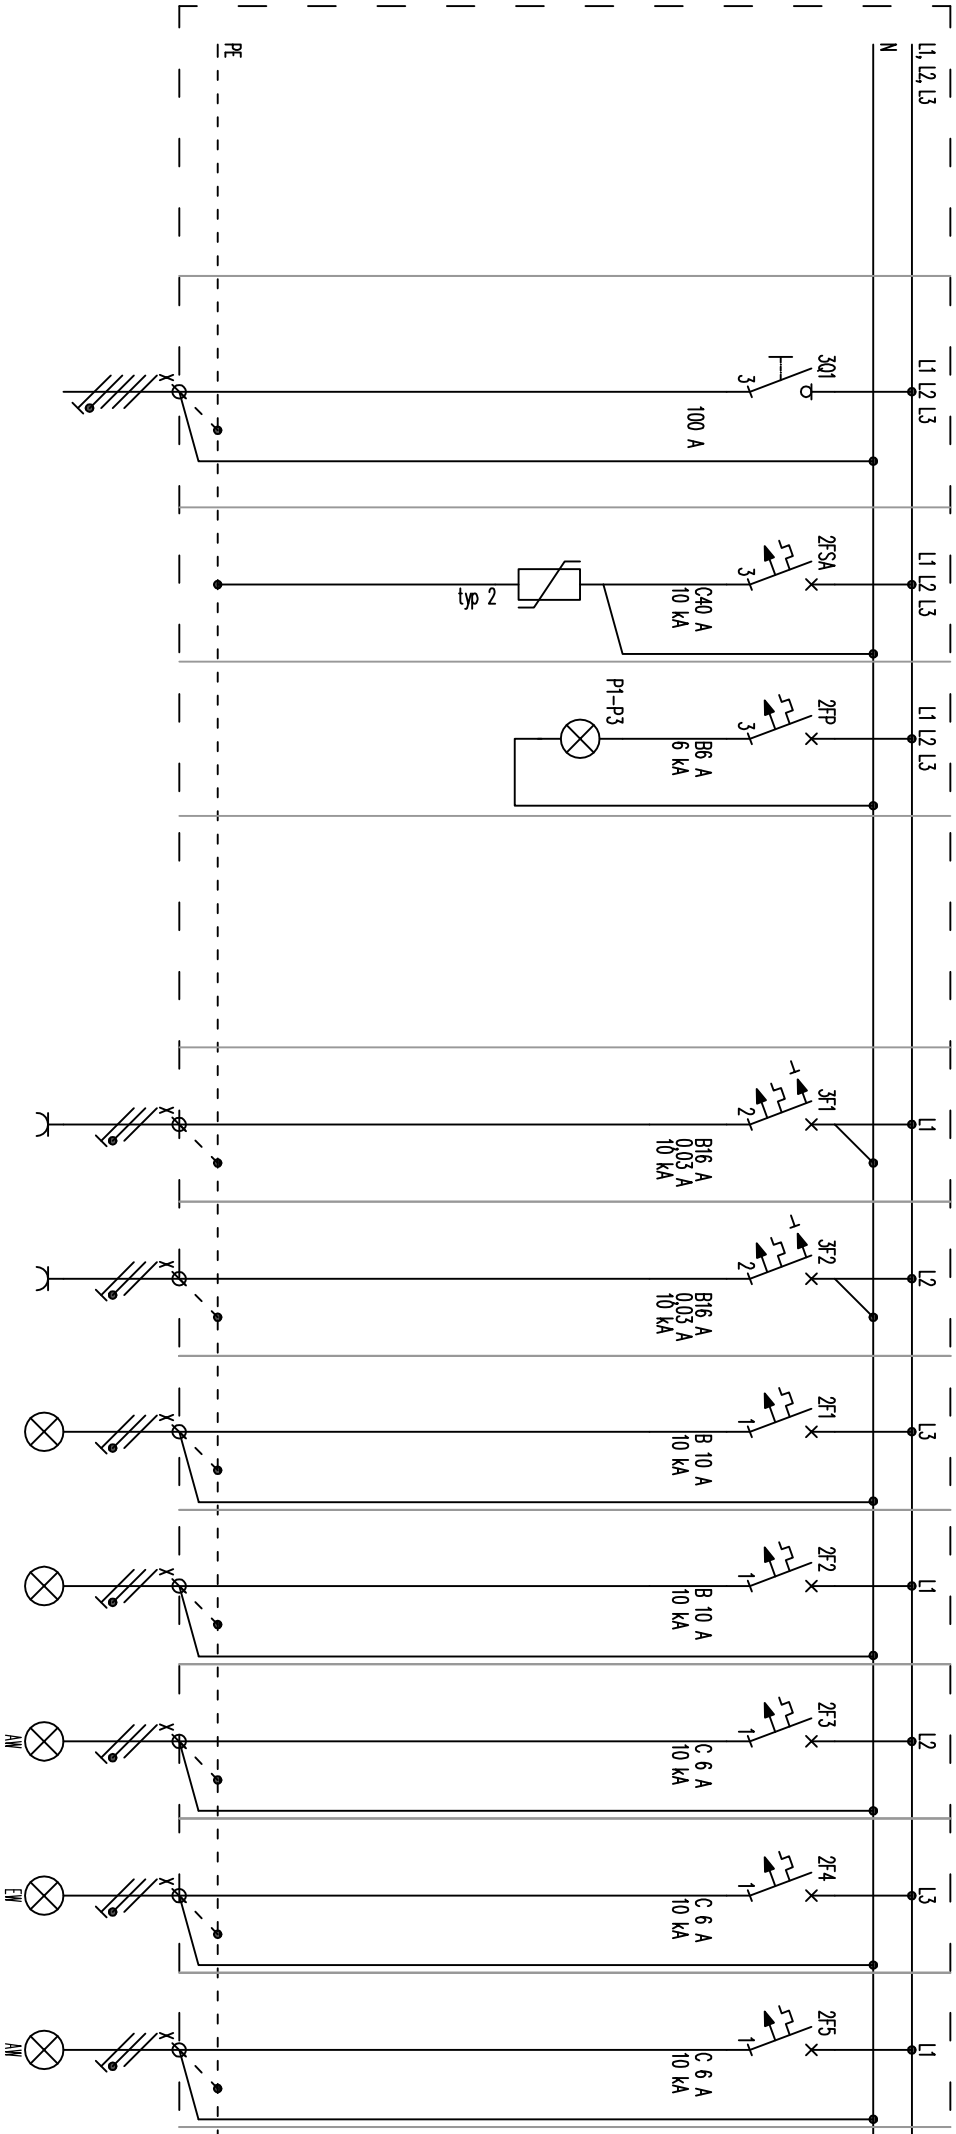 L1, L2, L3
N
PE
L1 L2 L3
3Q1
3
100 A
X
L1 L2 L3
2FSA
3
C40 A
10 kA
typ 2
L1 L2 L3
2FP
3
B6 A
6 kA
P1-P3
L1
3F1
2
B16 A
0,03 A
10 kA
X
L2
3F2
2
B16 A
0,03 A
10 kA
X
L3
2F1
1
B 10 A
10 kA
X
L1
2F2
1
B 10 A
10 kA
X
L2
2F3
1
C 6 A
10 kA
X
AW
L3
2F4
1
C 6 A
10 kA
X
EW
L1
2F5
1
C 6 A
10 kA
X
AW